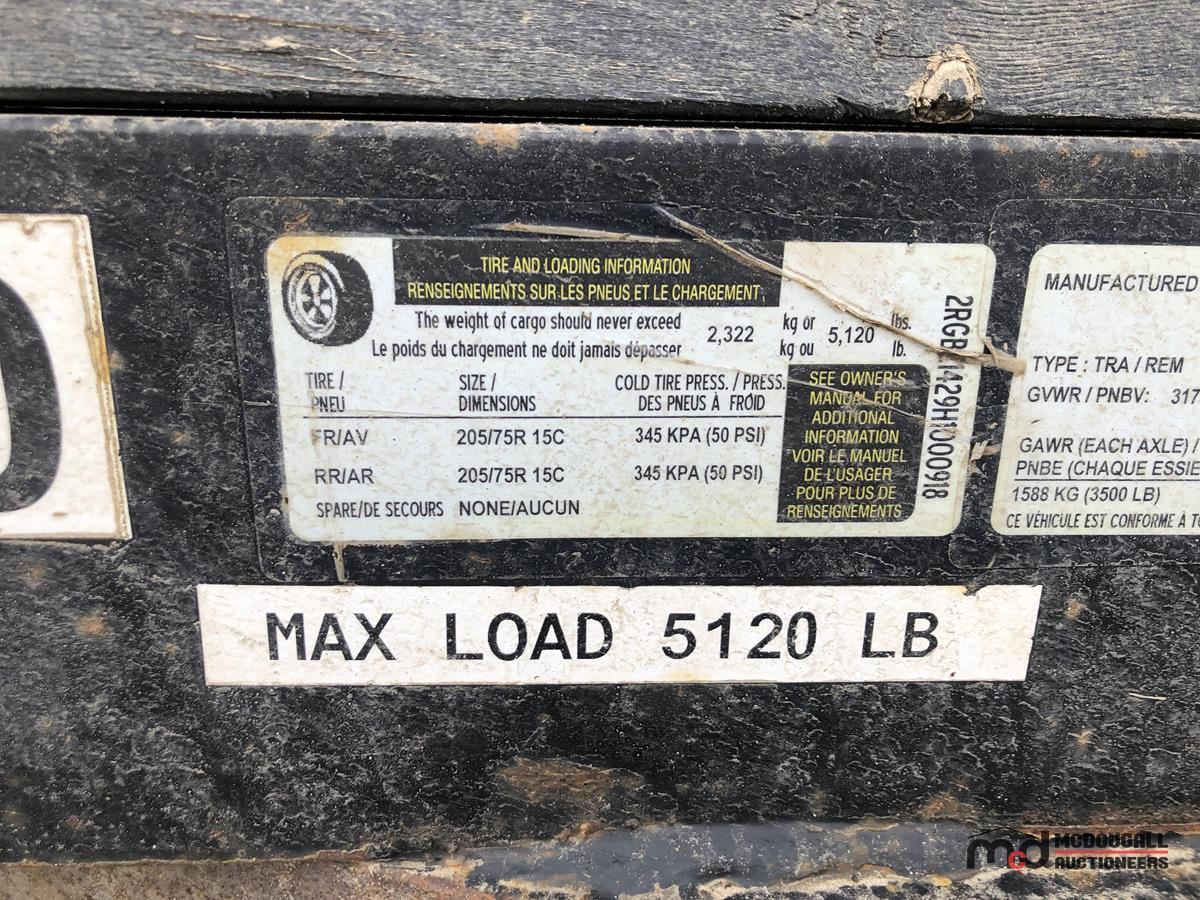 TIRE AND LOADING INFORMATION
RENSEIGNEMENTS SUR LES PNEUS ET LE CHARGEMENT
The weight of cargo should never exceed
Le poids du chargement ne doit jamais dépasser
2,322
kg or
kg ou
5,120
lbs.
lb.
TIRE / SIZE / COLD TIRE PRESS. / PRESS.
PNEU DIMENSIONS DES PNEUS À FROID
FR/AV 205/75R 15C 345 KPA (50 PSI)
RR/AR 205/75R 15C 345 KPA (50 PSI)
SPARE/DE SECOURS NONE/AUCUN
SEE OWNER'S
MANUAL FOR
ADDITIONAL
INFORMATION
VOIR LE MANUEL
DE L'USAGER
POUR PLUS DE
RENSEIGNEMENTS
MANUFACTURED
TYPE : TRA / REM
GVWR / PNBV: 317
GAWR (EACH AXLE) /
PNBE (CHAQUE ESSIE
1588 KG (3500 LB)
CE VÉHICULE EST CONFORME À TO
MAX LOAD 5120 LB
mcd MCDOUGALL
AUCTIONEERS